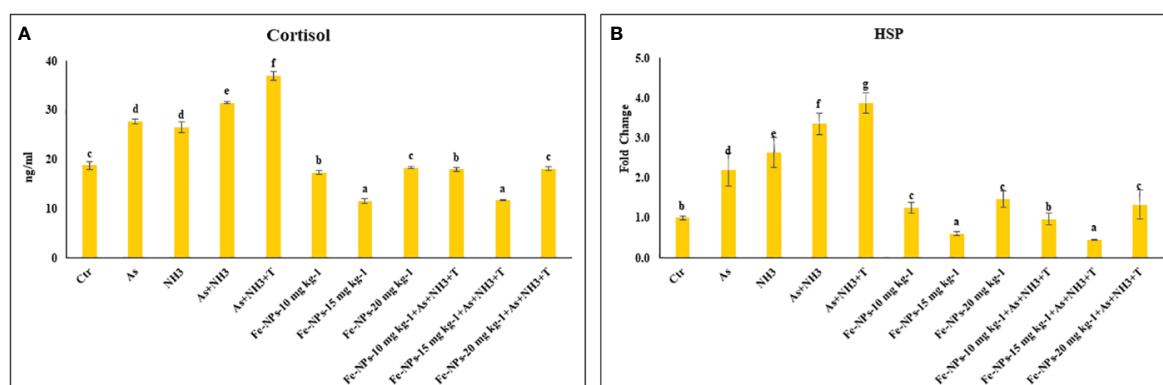 A
Cortisol
40
30
20
10
0
ng/ml
c
d
d
e
f
b
a
c
b
a
c
Ctr
As
NH3
As+NH3
As+NH3+T
Fe-NPs-10 mg kg-1
Fe-NPs-15 mg kg-1
Fe-NPs-20 mg kg-1
Fe-NPs-10 mg kg-1+As+NH3+T
Fe-NPs-15 mg kg-1+As+NH3+T
Fe-NPs-20 mg kg-1+As+NH3+T
B
HSP
5.0
4.0
3.0
2.0
1.0
0.0
Fold Change
b
d
e
f
g
c
a
c
b
a
c
Ctr
As
NH3
As+NH3
As+NH3+T
Fe-NPs-10 mg kg-1
Fe-NPs-15 mg kg-1
Fe-NPs-20 mg kg-1
Fe-NPs-10 mg kg-1+As+NH3+T
Fe-NPs-15 mg kg-1+As+NH3+T
Fe-NPs-20 mg kg-1+As+NH3+T